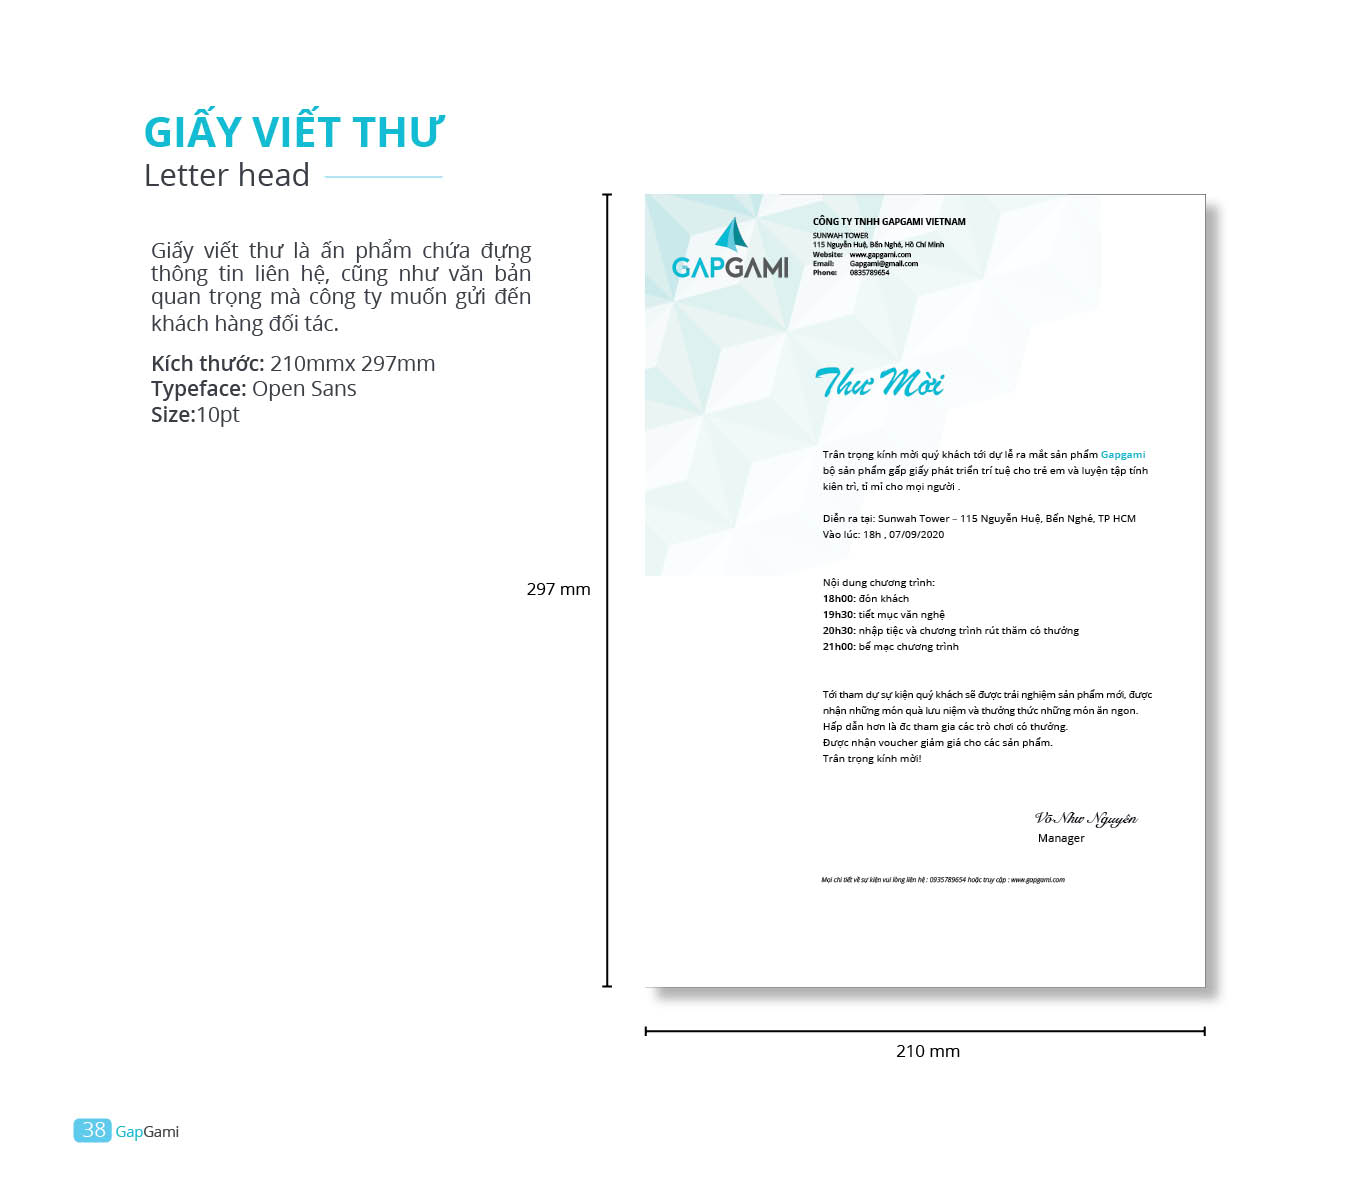 GIẤY VIẾT THƯ
Letter head
Giấy viết thư là ấn phẩm chứa đựng
thông tin liên hệ, cũng như văn bản
quan trọng mà công ty muốn gửi đến
khách hàng đối tác.
Kích thước: 210mmx 297mm
Typeface: Open Sans
Size:10pt
297 mm
GAPGAMI
CÔNG TY TNHH GAPGAMI VIETNAM
SUNWAH TOWER
115 Nguyễn Huệ, Bến Nghé, Hồ Chí Minh
Website: www.gapgami.com
Email: Gapgami@gmail.com
Phone: 0835789654
Thư Mời
Trân trọng kính mời quý khách tới dự lễ ra mắt sản phẩm Gapgami
bộ sản phẩm gấp giấy phát triển trí tuệ cho trẻ em và luyện tập tính
kiên trì, tỉ mỉ cho mọi người .
Diễn ra tại: Sunwah Tower – 115 Nguyễn Huệ, Bến Nghé, TP HCM
Vào lúc: 18h , 07/09/2020
Nội dung chương trình:
18h00: đón khách
19h30: tiết mục văn nghệ
20h30: nhập tiệc và chương trình rút thăm có thưởng
21h00: bế mạc chương trình
Tới tham dự sự kiện quý khách sẽ được trải nghiệm sản phẩm mới, được
nhận những món quà lưu niệm và thưởng thức những món ăn ngon.
Hấp dẫn hơn là đc tham gia các trò chơi có thưởng.
Được nhận voucher giảm giá cho các sản phẩm.
Trân trọng kính mời!
Võ Như Nguyên
Manager
Mọi chi tiết về sự kiện vui lòng liên hệ : 0935789654 hoặc truy cập : www.gapgami.com
210 mm
38 GapGami